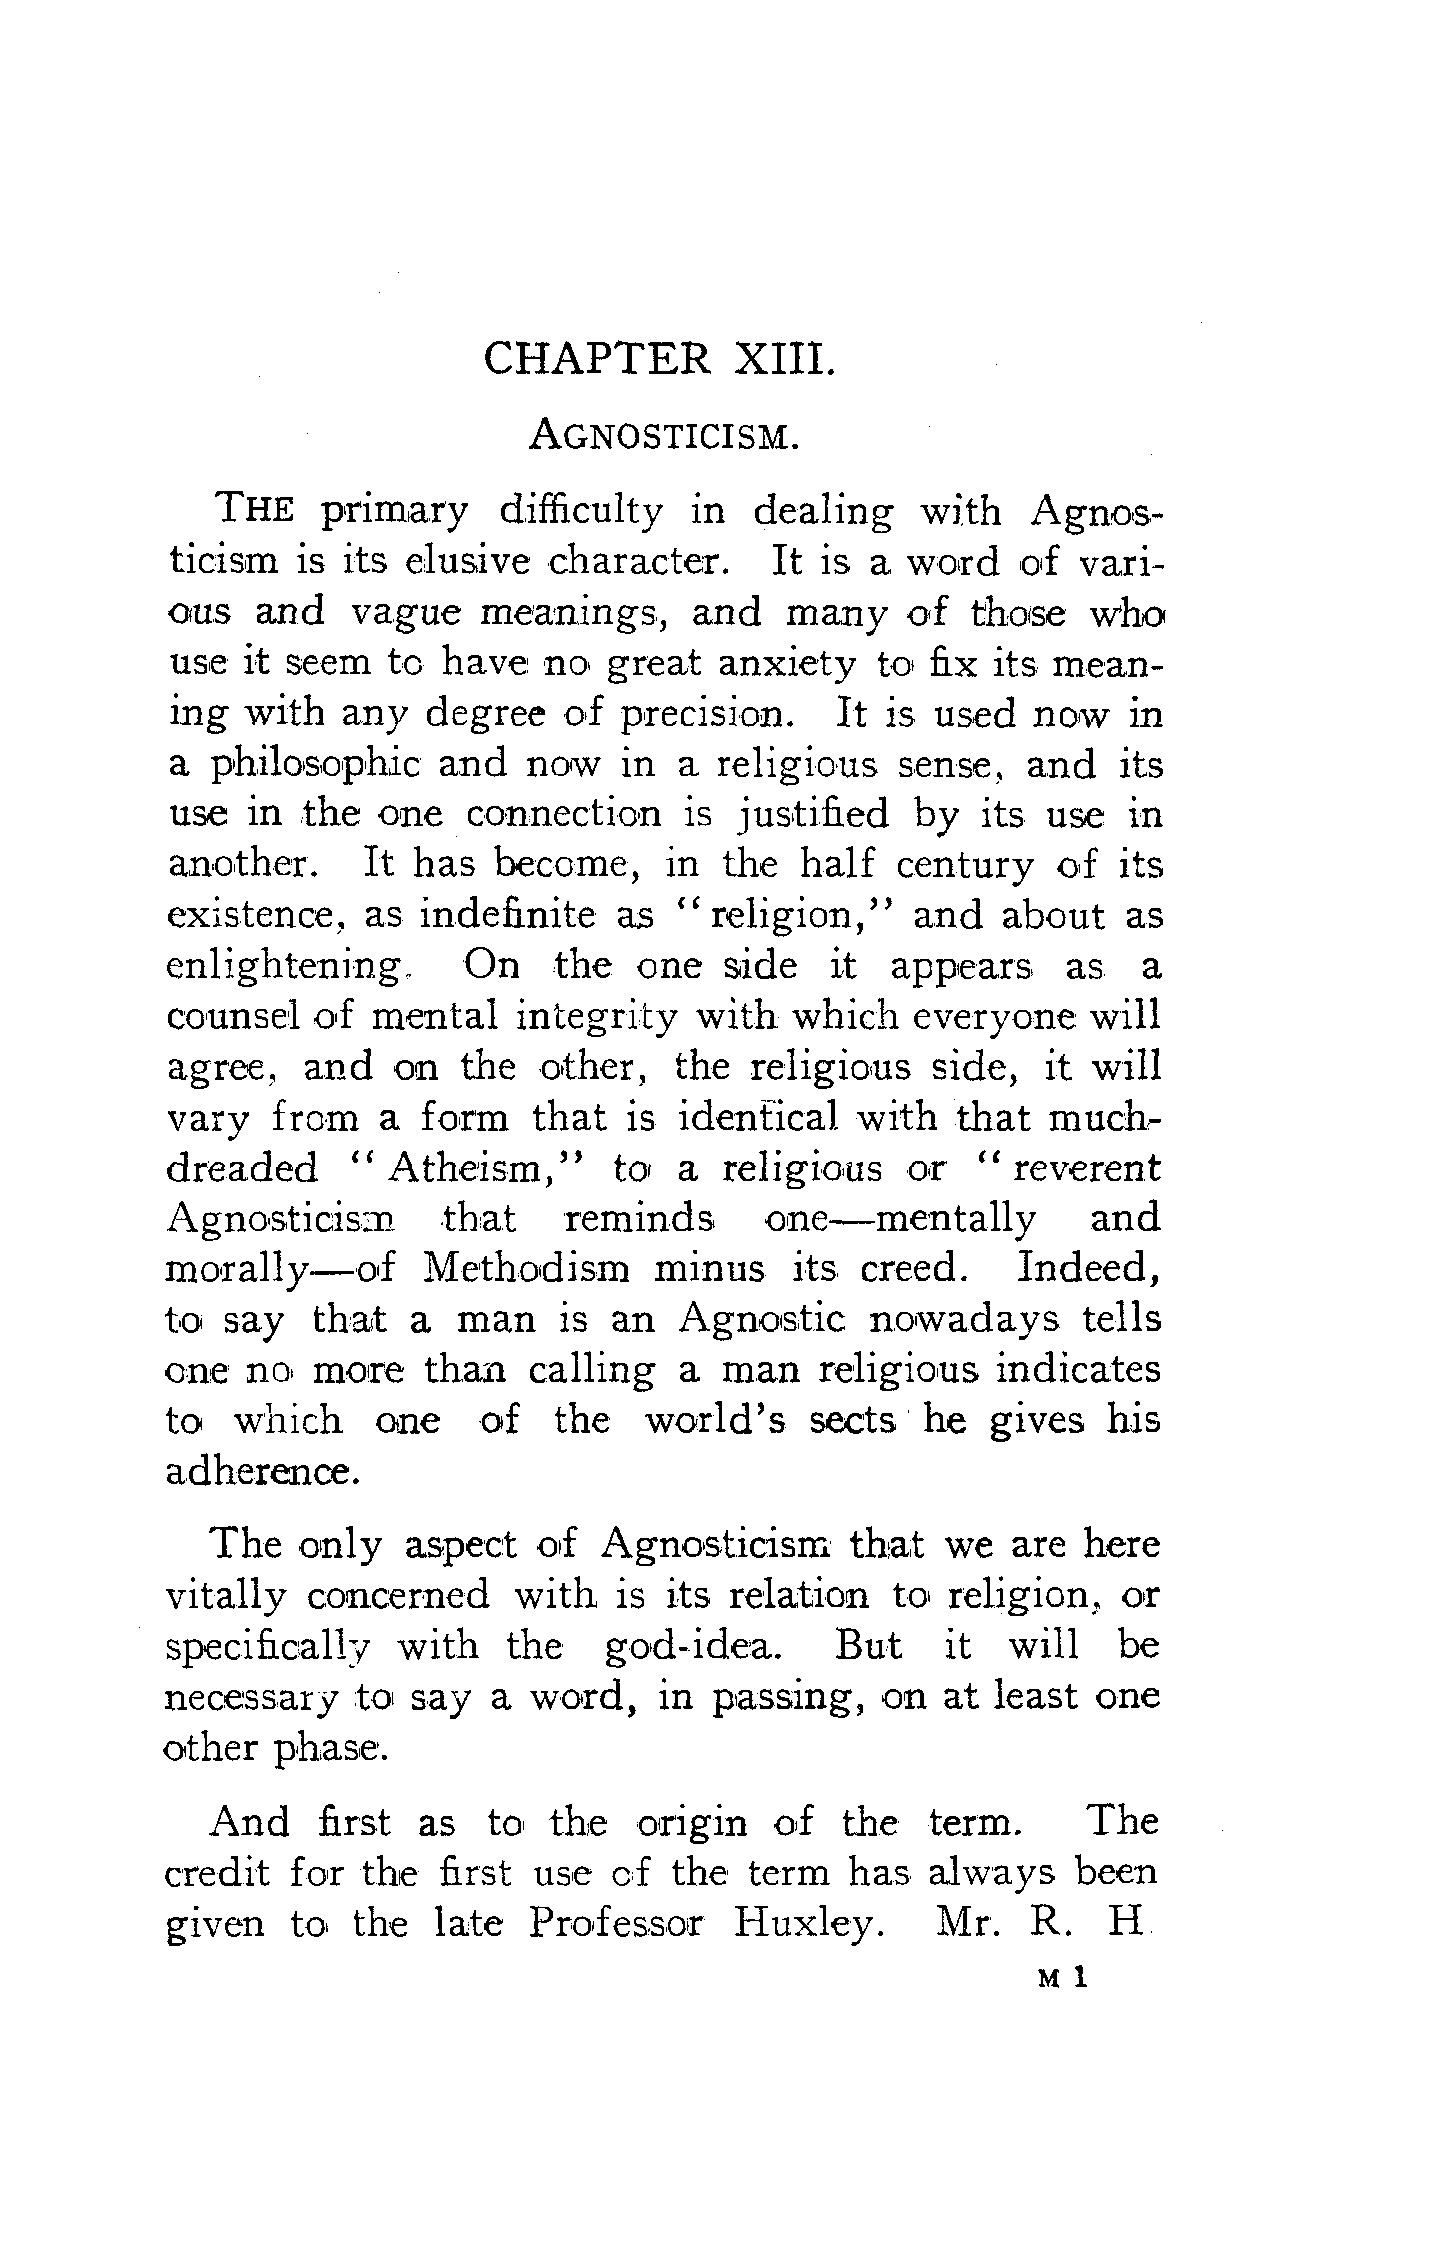 CHAPTER XIII.
AGNOSTICISM.
THE primary difficulty in dealing with Agnos-
ticism is its elusive character. It is a word of vari-
ous and vague meanings, and many of those who
use it seem to have no great anxiety to fix its mean-
ing with any degree of precision. It is used now in
a philosophic and now in a religious sense, and its
use in the one connection is justified by its use in
another. It has become, in the half century of its
existence, as indefinite as “ religion,” and about as
enlightening. On the one side it appears as a
counsel of mental integrity with which everyone will
agree, and on the other, the religious side, it will
vary from a form that is identical with that much-
dreaded “ Atheism,” to a religious or “ reverent
Agnosticism that reminds one—mentally and
morally—of Methodism minus its creed. Indeed,
to say that a man is an Agnostic nowadays tells
one no more than calling a man religious indicates
to which one of the world’s sects he gives his
adherence.
The only aspect of Agnosticism that we are here
vitally concerned with is its relation to religion, or
specifically with the god-idea. But it will be
necessary to say a word, in passing, on at least one
other phase.
And first as to the origin of the term. The
credit for the first use of the term has always been
given to the late Professor Huxley. Mr. R. H
M 1